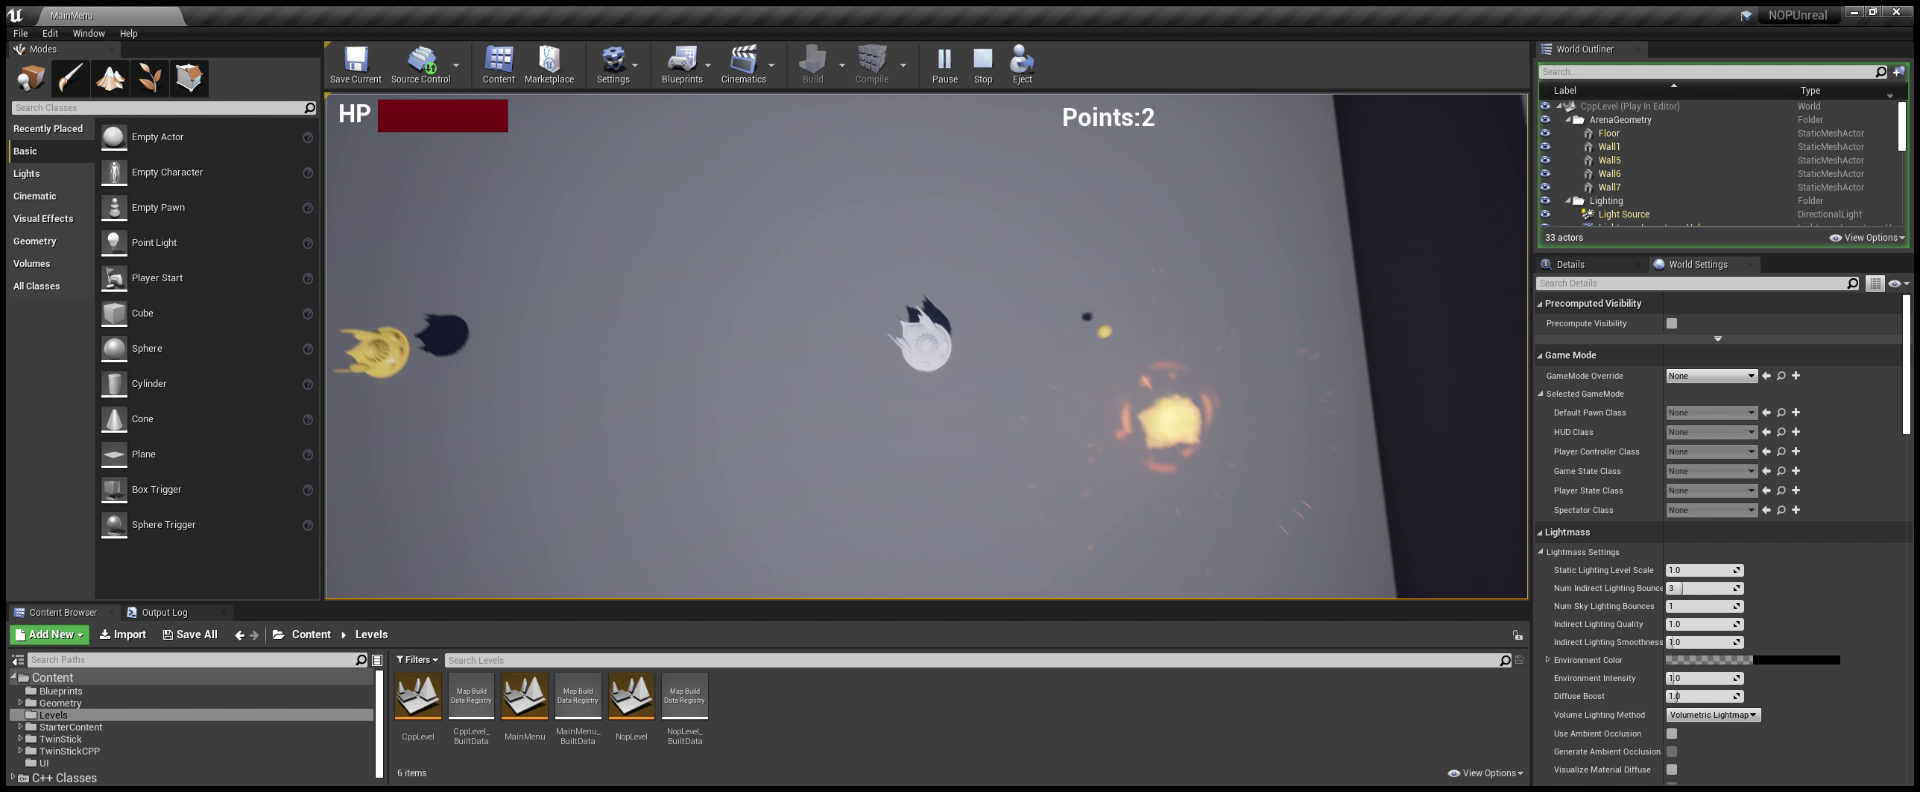 MainMenu
NOPUnreal
File Edit Window Help
Modes
Search Classes
Recently Placed
Basic
Lights
Cinematic
Visual Effects
Geometry
Volumes
All Classes
Empty Actor
Empty Character
Empty Pawn
Point Light
Player Start
Cube
Sphere
Cylinder
Cone
Plane
Box Trigger
Sphere Trigger
Save Current Source Control Content Marketplace Settings Blueprints Cinematics Build Compile Pause Stop Eject
HP
Points:2
World Outliner
Search...
Label Type
CppLevel (Play In Editor) World
ArenaGeometry Folder
Floor StaticMeshActor
Wall1 StaticMeshActor
Wall5 StaticMeshActor
Wall6 StaticMeshActor
Wall7 StaticMeshActor
Lighting Folder
Light Source DirectionalLight
33 actors View Options
Details World Settings
Search Details
Precomputed Visibility
Precompute Visibility
Game Mode
GameMode Override None
Selected GameMode
Default Pawn Class None
HUD Class None
Player Controller Class None
Game State Class None
Player State Class None
Spectator Class None
Lightmass
Lightmass Settings
Static Lighting Level Scale 1.0
Num Indirect Lighting Bounce 3
Num Sky Lighting Bounces 1
Indirect Lighting Quality 1.0
Indirect Lighting Smoothness 1.0
Environment Color
Environment Intensity 1.0
Diffuse Boost 1.0
Volume Lighting Method Volumetric Lightmap
Use Ambient Occlusion
Generate Ambient Occlusion
Visualize Material Diffuse
Content Browser Output Log
Add New Import Save All Content Levels
Search Paths
Content
Blueprints
Geometry
Levels
StarterContent
TwinStick
TwinStickCPP
UI
C++ Classes
Filters Search Levels
Map Build
Data Registry
Map Build
Data Registry
Map Build
Data Registry
CppLevel
CppLevel_
BuiltData
MainMenu
MainMenu_
BuiltData
NopLevel
NopLevel_
BuiltData
6 items View Options